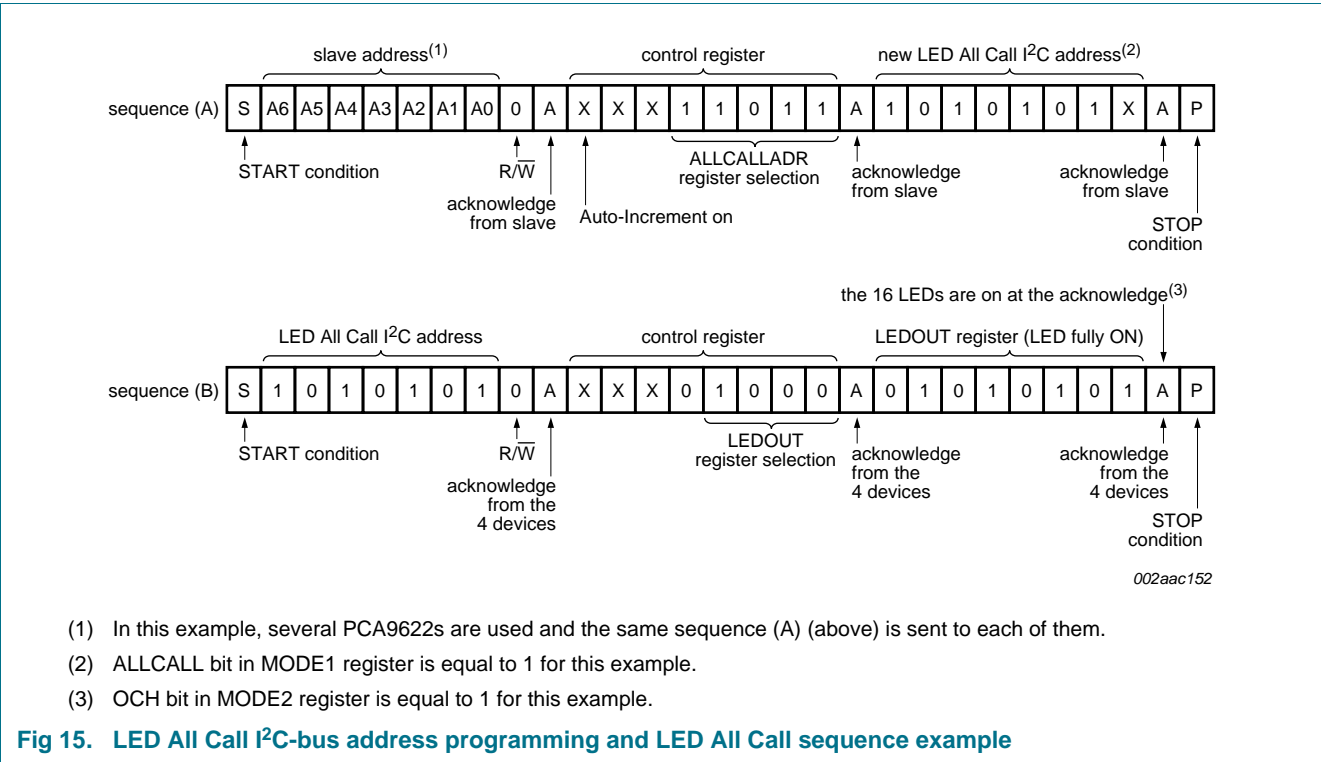 slave address(1) control register new LED All Call I2C address(2)
sequence (A) S A6 A5 A4 A3 A2 A1 A0 0 A X X X 1 1 0 1 1 A 1 0 1 0 1 0 1 X A P
START condition R/W ALLCALLADR register selection acknowledge from slave acknowledge from slave
acknowledge from slave Auto-Increment on STOP condition
the 16 LEDs are on at the acknowledge(3)
LED All Call I2C address control register LEDOUT register (LED fully ON)
sequence (B) S 1 0 1 0 1 0 1 0 A X X X 0 1 0 0 0 A 0 1 0 1 0 1 0 1 A P
START condition R/W LEDOUT register selection acknowledge from the 4 devices acknowledge from the 4 devices
acknowledge from the 4 devices STOP condition
002aac152
(1) In this example, several PCA9622s are used and the same sequence (A) (above) is sent to each of them.
(2) ALLCALL bit in MODE1 register is equal to 1 for this example.
(3) OCH bit in MODE2 register is equal to 1 for this example.
Fig 15. LED All Call I2C-bus address programming and LED All Call sequence example